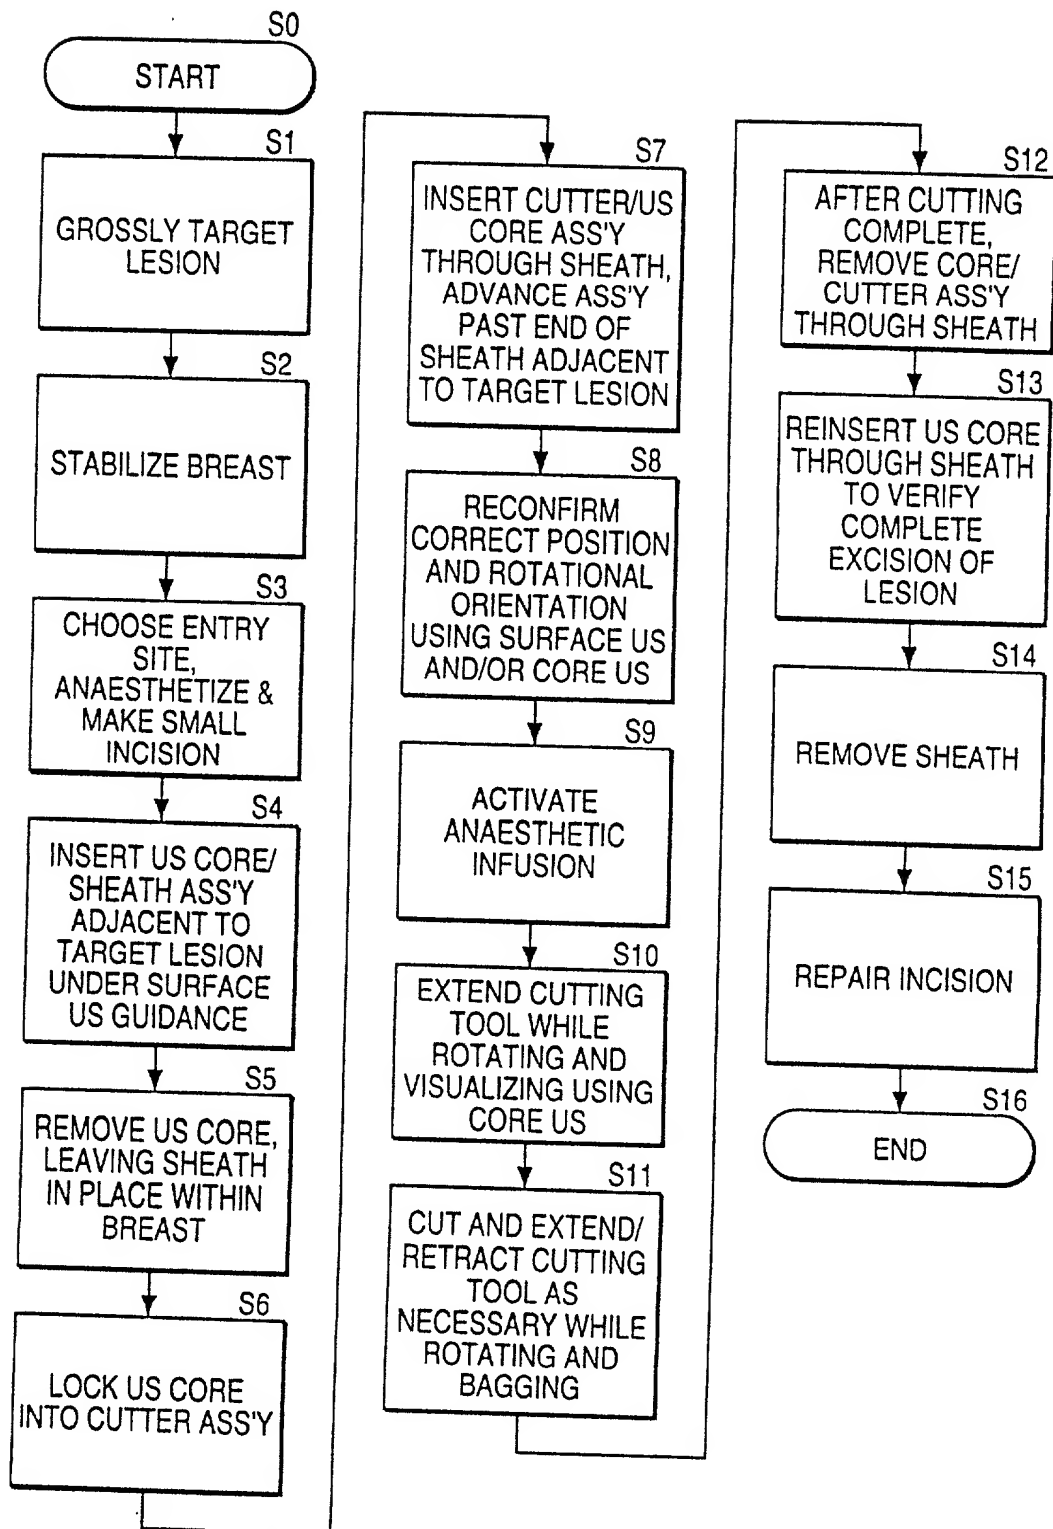 S0
START
S1
GROSSLY TARGET
LESION
S2
STABILIZE BREAST
S3
CHOOSE ENTRY
SITE,
ANAESTHETIZE &
MAKE SMALL
INCISION
S4
INSERT US CORE/
SHEATH ASS'Y
ADJACENT TO
TARGET LESION
UNDER SURFACE
US GUIDANCE
S5
REMOVE US CORE,
LEAVING SHEATH
IN PLACE WITHIN
BREAST
S6
LOCK US CORE
INTO CUTTER ASS'Y
S7
INSERT CUTTER/US
CORE ASS'Y
THROUGH SHEATH,
ADVANCE ASS'Y
PAST END OF
SHEATH ADJACENT
TO TARGET LESION
S8
RECONFIRM
CORRECT POSITION
AND ROTATIONAL
ORIENTATION
USING SURFACE US
AND/OR CORE US
S9
ACTIVATE
ANAESTHETIC
INFUSION
S10
EXTEND CUTTING
TOOL WHILE
ROTATING AND
VISUALIZING USING
CORE US
S11
CUT AND EXTEND/
RETRACT CUTTING
TOOL AS
NECESSARY WHILE
ROTATING AND
BAGGING
S12
AFTER CUTTING
COMPLETE,
REMOVE CORE/
CUTTER ASS'Y
THROUGH SHEATH
S13
REINSERT US CORE
THROUGH SHEATH
TO VERIFY
COMPLETE
EXCISION OF
LESION
S14
REMOVE SHEATH
S15
REPAIR INCISION
S16
END